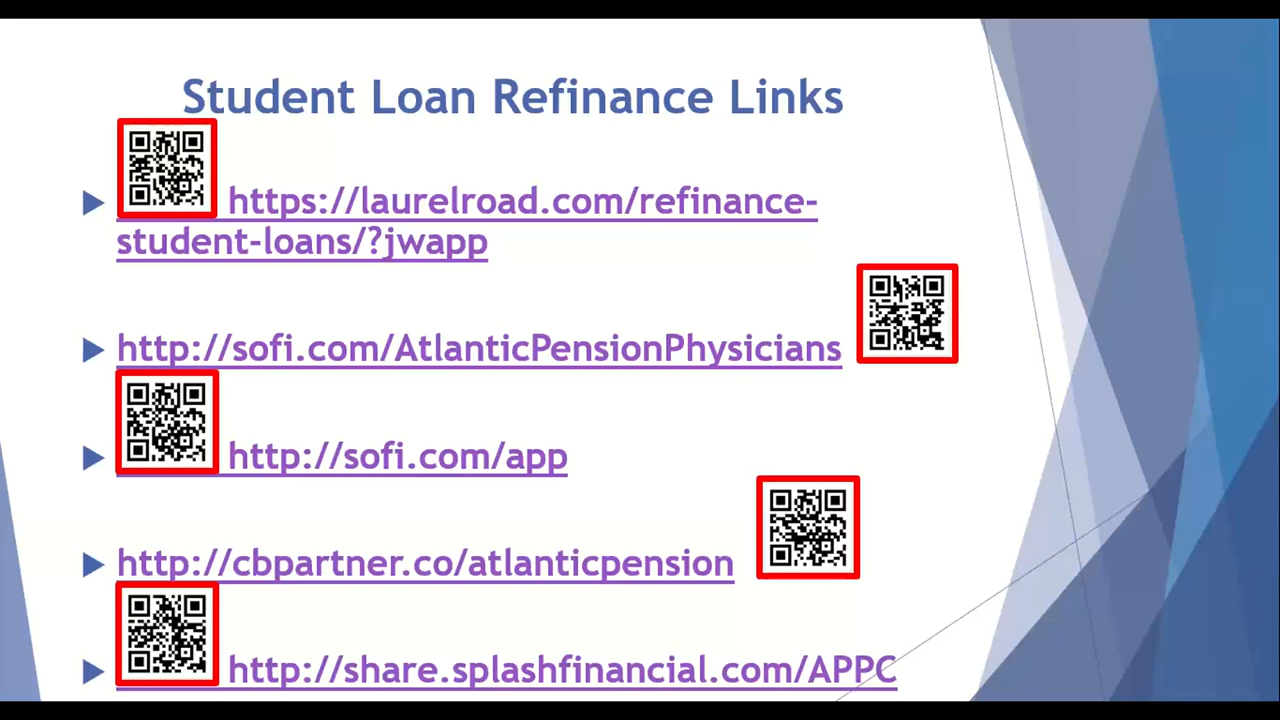 Student Loan Refinance Links
https://laurelroad.com/refinance-
student-loans/?jwapp
http://sofi.com/AtlanticPensionPhysicians
http://sofi.com/app
http://cbpartner.co/atlanticpension
http://share.splashfinancial.com/APPC